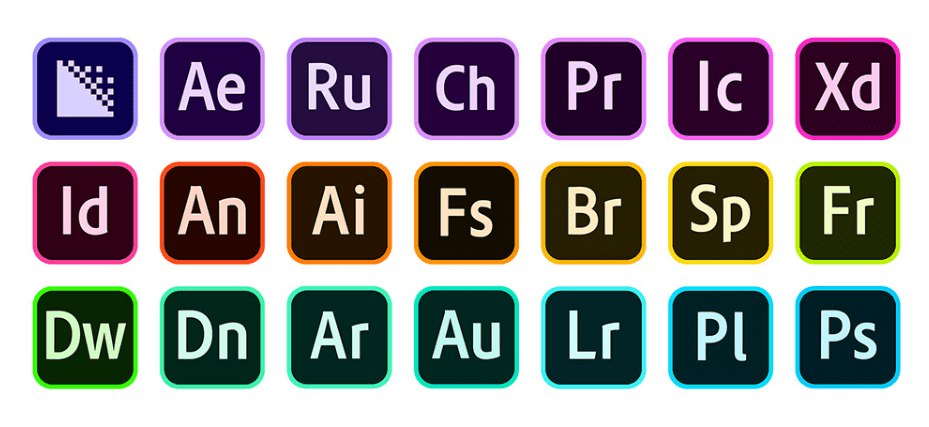 Ae Ru Ch Pr Ic Xd
Id An Ai Fs Br Sp Fr
Dw Dn Ar Au Lr Pl Ps